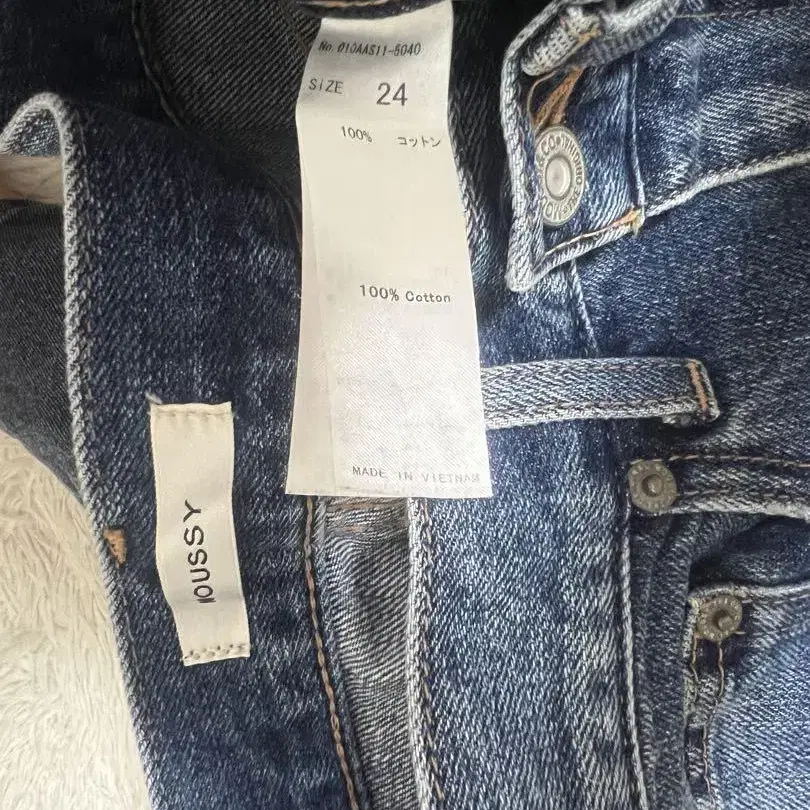 No. 010AAS11-5040
SIZE 24
100% コットン
100% Cotton
MADE IN VIETNAM
MOUSSY